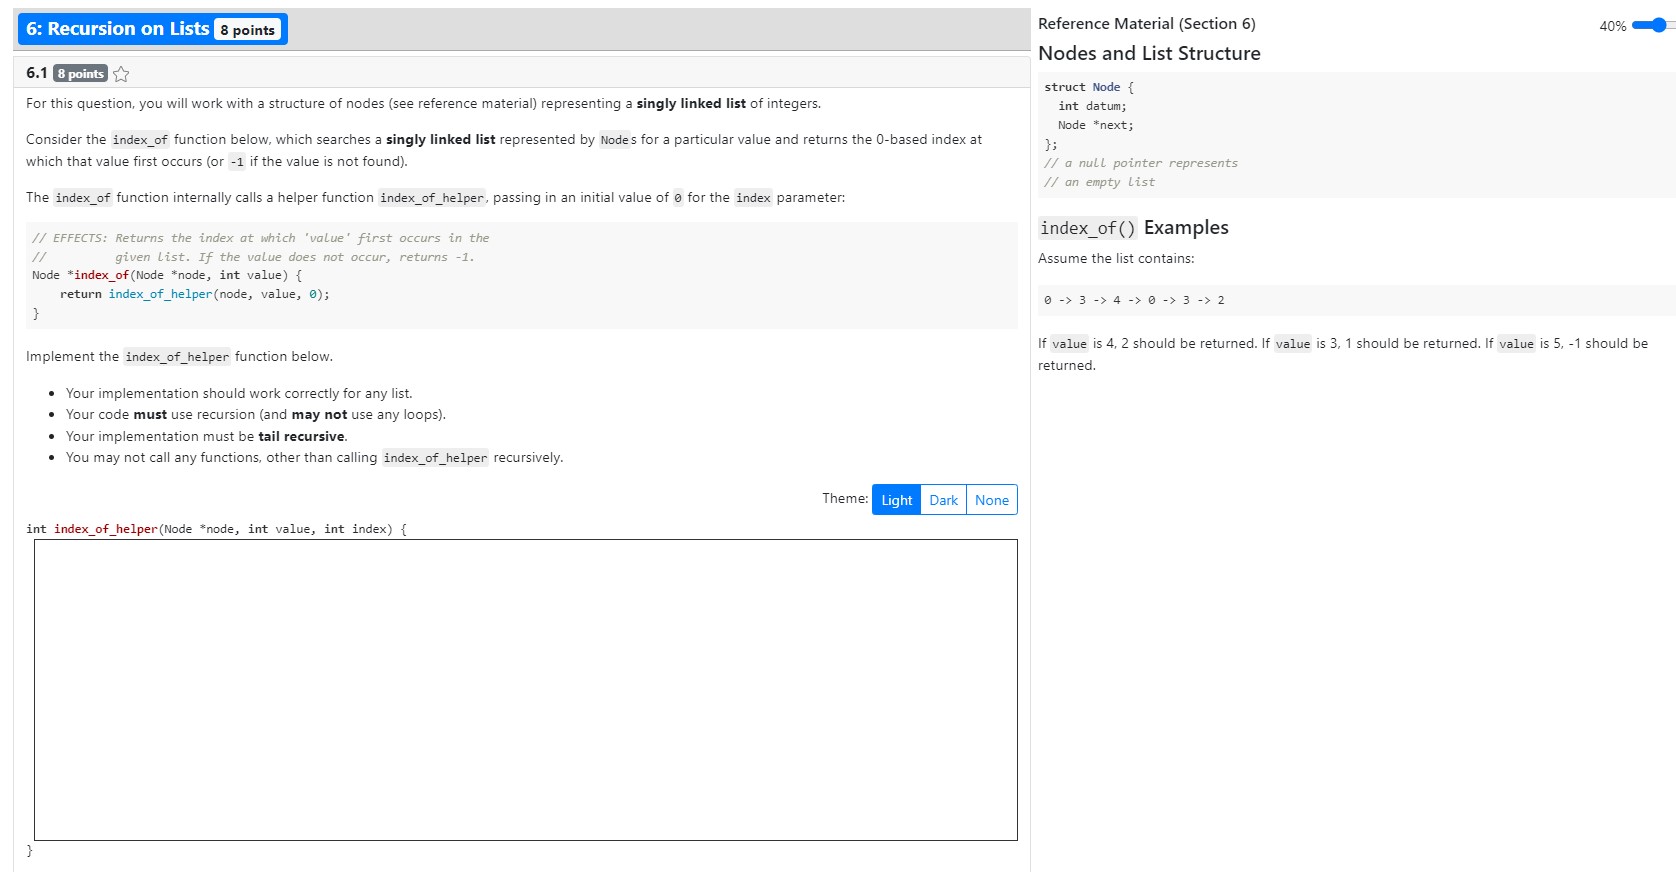 6: Recursion on Lists 8 points
6.1 8 points
For this question, you will work with a structure of nodes (see reference material) representing a singly linked list of integers.
Consider the index_of function below, which searches a singly linked list represented by Nodes for a particular value and returns the 0-based index at
which that value first occurs (or -1 if the value is not found).
The index_of function internally calls a helper function index_of_helper, passing in an initial value of 0 for the index parameter:
// EFFECTS: Returns the index at which 'value' first occurs in the
//          given list. If the value does not occur, returns -1.
Node *index_of(Node *node, int value) {
    return index_of_helper(node, value, 0);
}
Implement the index_of_helper function below.
• Your implementation should work correctly for any list.
• Your code must use recursion (and may not use any loops).
• Your implementation must be tail recursive.
• You may not call any functions, other than calling index_of_helper recursively.
Theme: Light Dark None
int index_of_helper(Node *node, int value, int index) {
}
Reference Material (Section 6)
40%
Nodes and List Structure
struct Node {
  int datum;
  Node *next;
};
// a null pointer represents
// an empty list
index_of() Examples
Assume the list contains:
0 -> 3 -> 4 -> 0 -> 3 -> 2
If value is 4, 2 should be returned. If value is 3, 1 should be returned. If value is 5, -1 should be
returned.